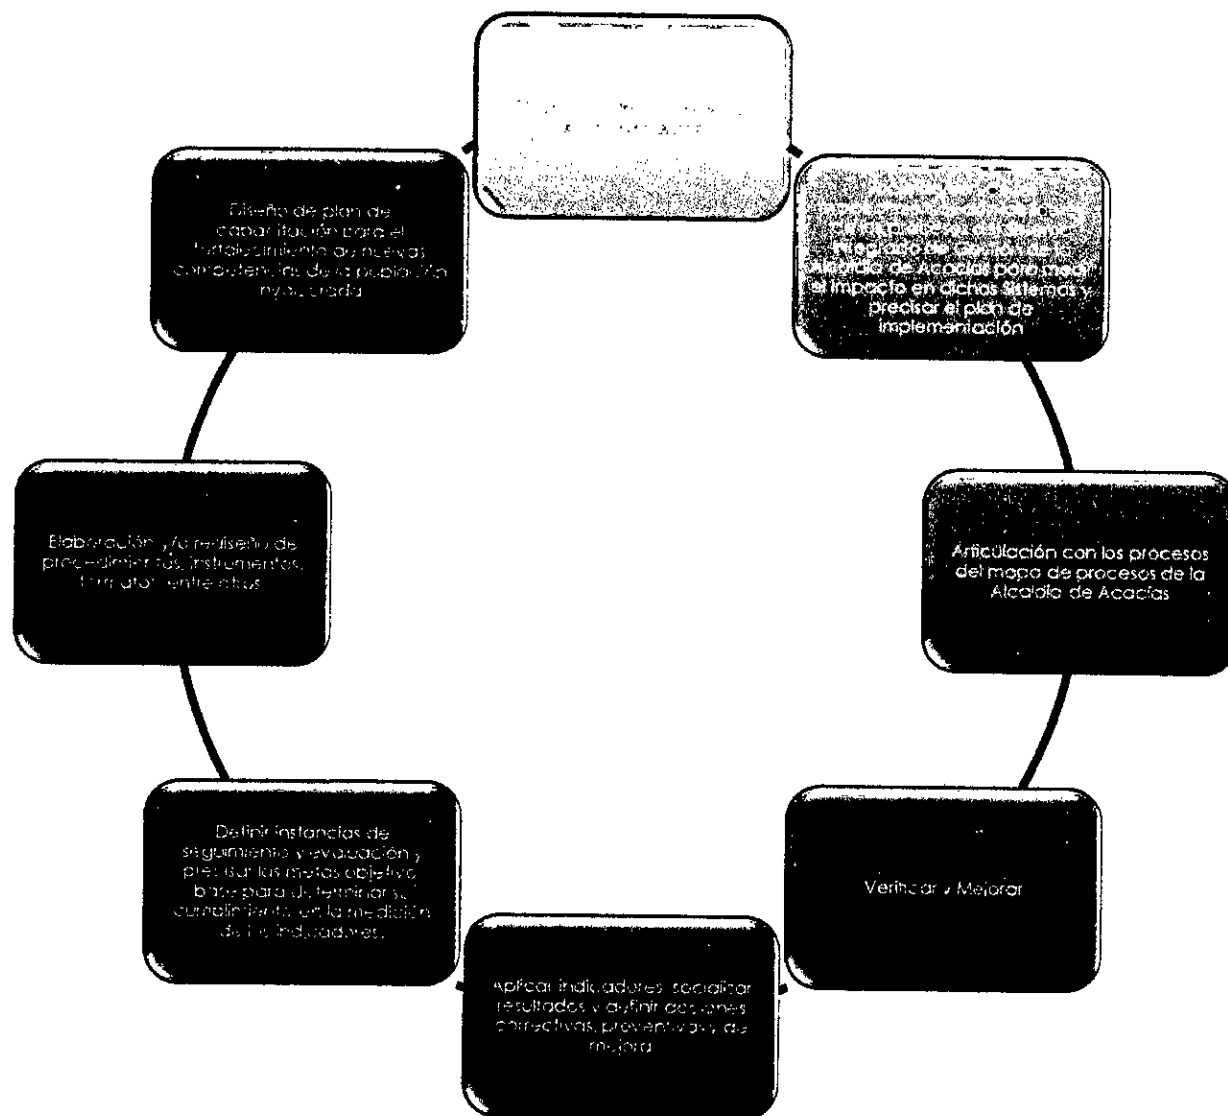 Alcaldía de Acacías para medir
el impacto en dichos Sistemas y
precisar el plan de
implementación
Articulación con los procesos
del mapa de procesos de la
Alcaldía de Acacías
Verificar y Mejorar
Aplicar indicadores, socializar
resultados y definir acciones
correctivas, preventivas y de
mejora
Definir instancias de
seguimiento y evaluación y
precisar las metas objetivo
base para determinar su
cumplimiento en la medición
de los indicadores.
Elaboración y/o rediseño de
procedimientos, instrumentos,
formatos, entre otros
Diseño de plan de
capacitación para el
fortalecimiento de nuevas
competencias de la población
involucrada